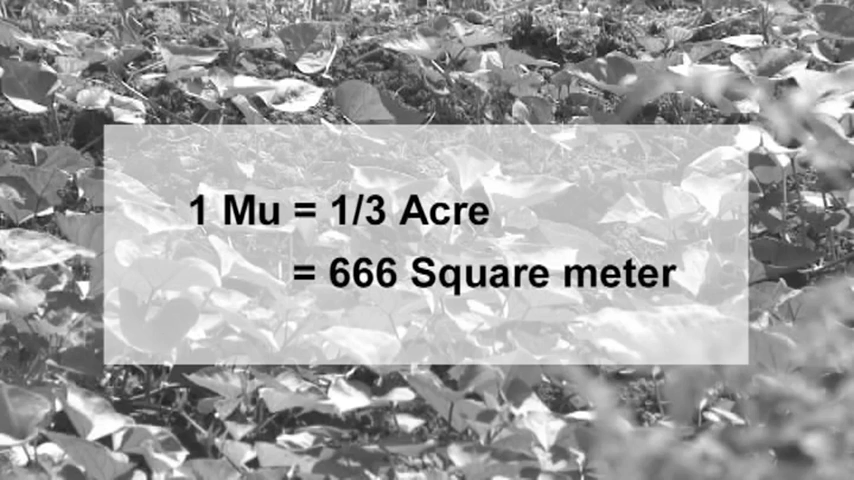 1 Mu = 1/3 Acre
= 666 Square meter